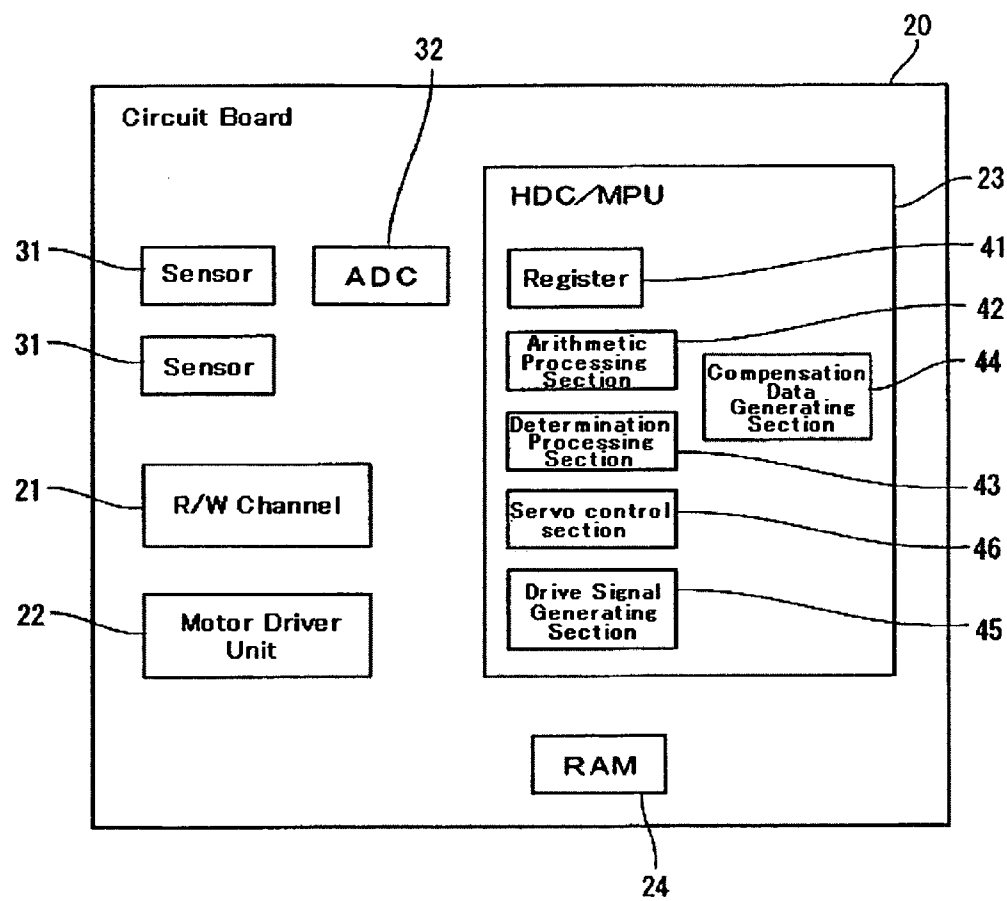 32
20
Circuit Board
HDC/MPU
23
31
Sensor
ADC
Register
41
31
Sensor
Arithmetic
Processing
Section
42
Compensation
Data
Generating
Section
44
Determination
Processing
Section
43
21
R/W Channel
Servo control
section
46
22
Motor Driver
Unit
Drive Signal
Generating
Section
45
RAM
24